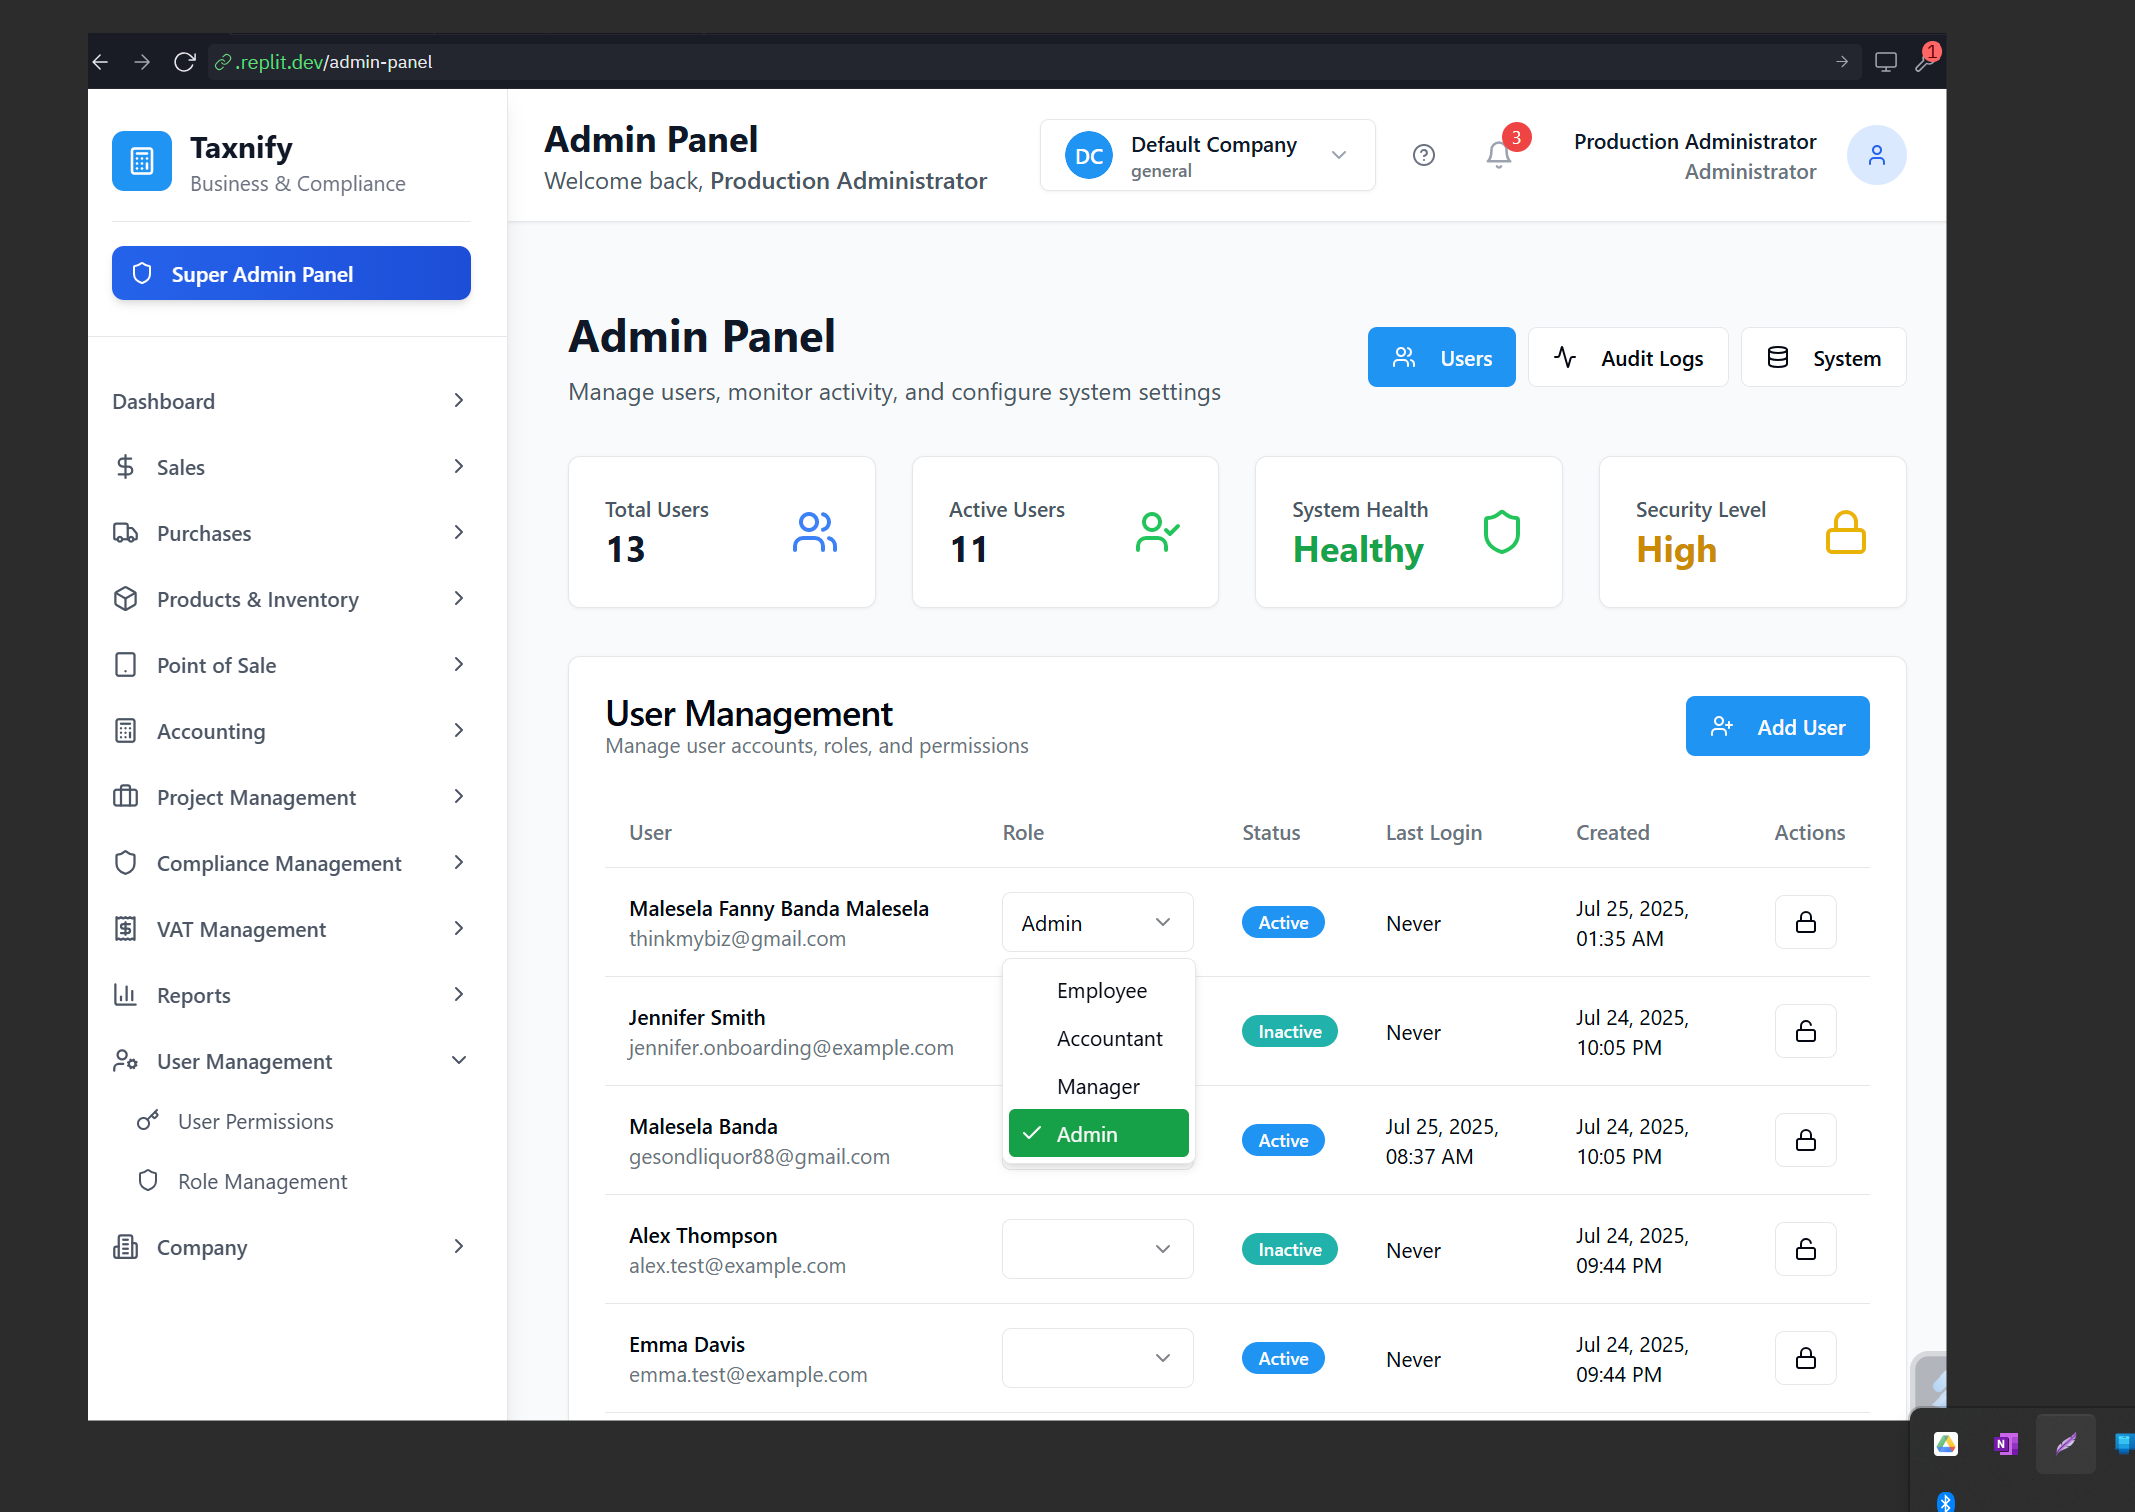 .replit.dev/admin-panel
1
Taxnify
Business & Compliance
Super Admin Panel
Dashboard
Sales
Purchases
Products & Inventory
Point of Sale
Accounting
Project Management
Compliance Management
VAT Management
Reports
User Management
User Permissions
Role Management
Company
Admin Panel
Welcome back, Production Administrator
DC
Default Company
general
3
Production Administrator
Administrator
Admin Panel
Manage users, monitor activity, and configure system settings
Users
Audit Logs
System
Total Users
13
Active Users
11
System Health
Healthy
Security Level
High
User Management
Manage user accounts, roles, and permissions
Add User
User Role Status Last Login Created Actions
Malesela Fanny Banda Malesela
thinkmybiz@gmail.com
Admin
Active
Never
Jul 25, 2025,
01:35 AM
Employee
Accountant
Manager
Admin
Jennifer Smith
jennifer.onboarding@example.com
Inactive
Never
Jul 24, 2025,
10:05 PM
Malesela Banda
gesondliquor88@gmail.com
Active
Jul 25, 2025,
08:37 AM
Jul 24, 2025,
10:05 PM
Alex Thompson
alex.test@example.com
Inactive
Never
Jul 24, 2025,
09:44 PM
Emma Davis
emma.test@example.com
Active
Never
Jul 24, 2025,
09:44 PM
N